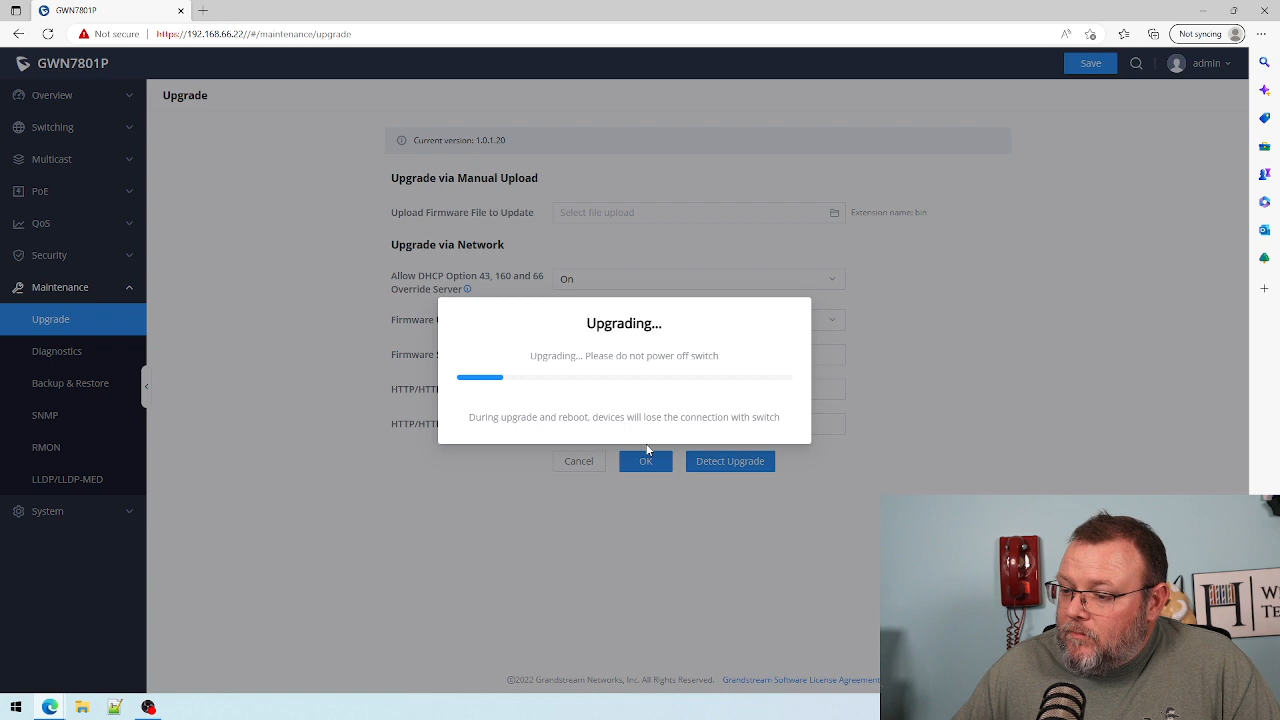 GWN7801P
Not secure
https://192.168.66.22//#/maintenance/upgrade
Not syncing
GWN7801P
Save
admin
Overview
Switching
Multicast
PoE
QoS
Security
Maintenance
Upgrade
Diagnostics
Backup & Restore
SNMP
RMON
LLDP/LLDP-MED
System
Upgrade
Current version: 1.0.1.20
Upgrade via Manual Upload
Upload Firmware File to Update
Select file upload
Extension name: bin
Upgrade via Network
Allow DHCP Option 43, 160 and 66
Override Server
On
Firmware
Firmware
Upgrading...
Upgrading... Please do not power off switch
During upgrade and reboot, devices will lose the connection with switch
Cancel
OK
Detect Upgrade
©2022 Grandstream Networks, Inc. All Rights Reserved.
Grandstream Software License Agreement